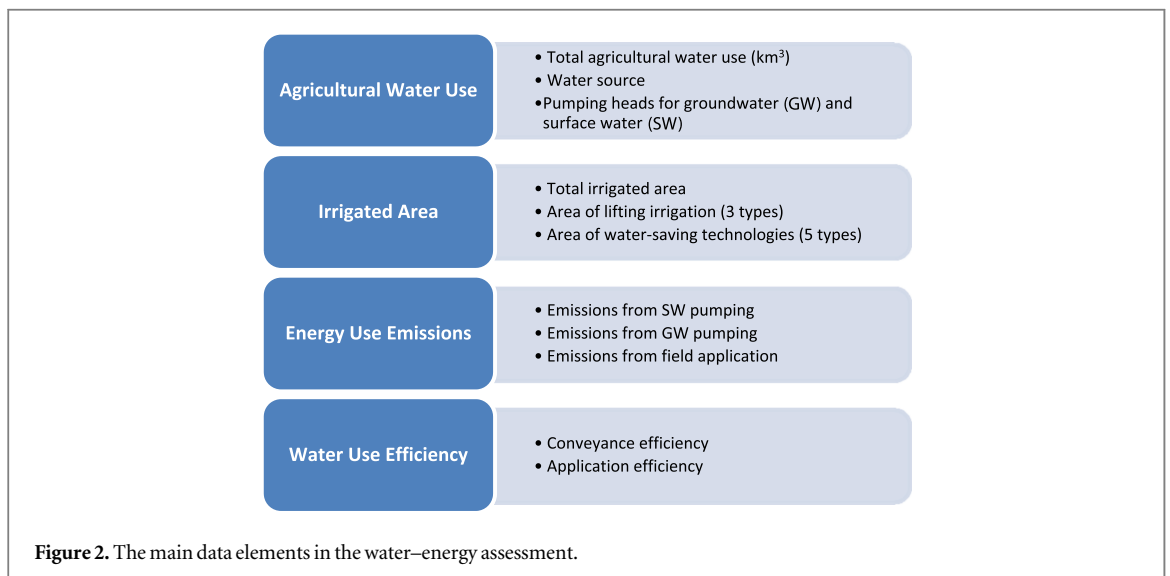 Agricultural Water Use
• Total agricultural water use (km³)
• Water source
•Pumping heads for groundwater (GW) and
surface water (SW)
Irrigated Area
• Total irrigated area
• Area of lifting irrigation (3 types)
• Area of water-saving technologies (5 types)
Energy Use Emissions
• Emissions from SW pumping
• Emissions from GW pumping
• Emissions from field application
Water Use Efficiency
• Conveyance efficiency
• Application efficiency
Figure 2. The main data elements in the water–energy assessment.